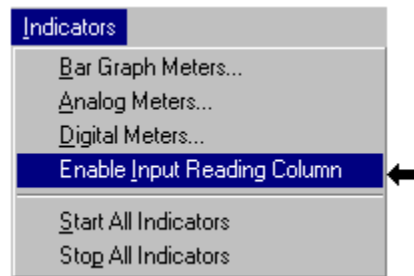 Indicators
Bar Graph Meters...
Analog Meters...
Digital Meters...
Enable Input Reading Column
Start All Indicators
Stop All Indicators